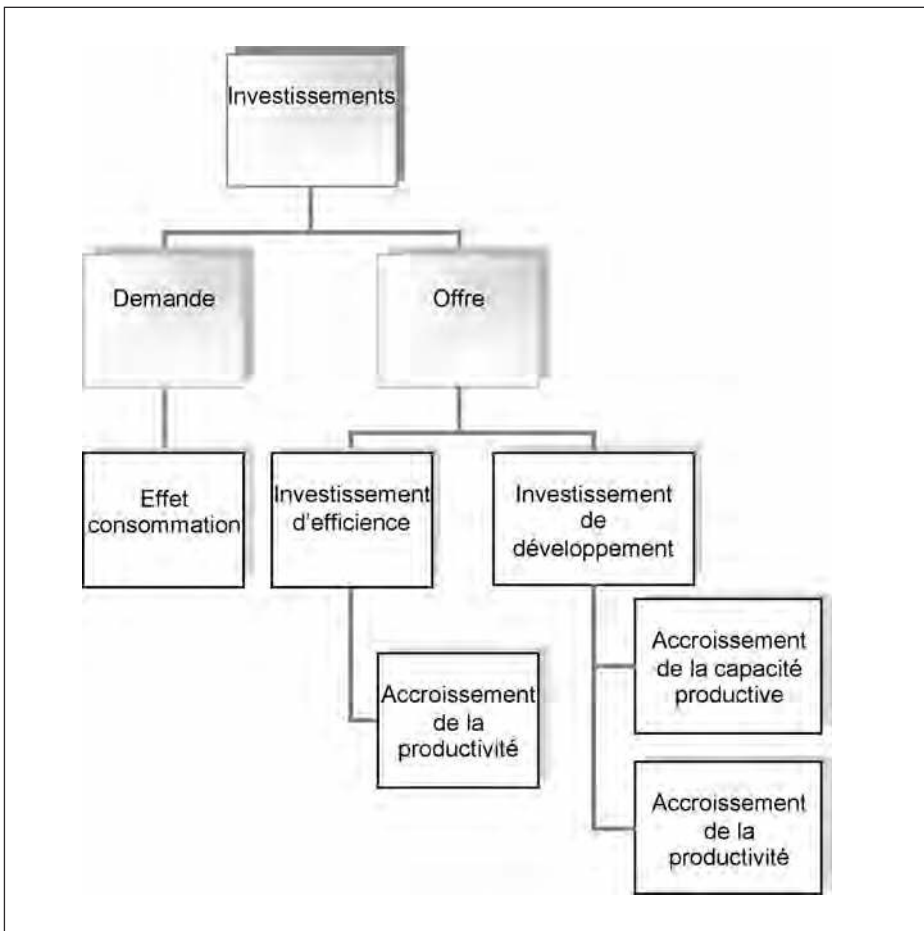 Investissements
Demande
Offre
Effet
consommation
Investissement
d'efficience
Investissement
de
développement
Accroissement
de la capacité
productive
Accroissement
de la
productivité
Accroissement
de la
productivité